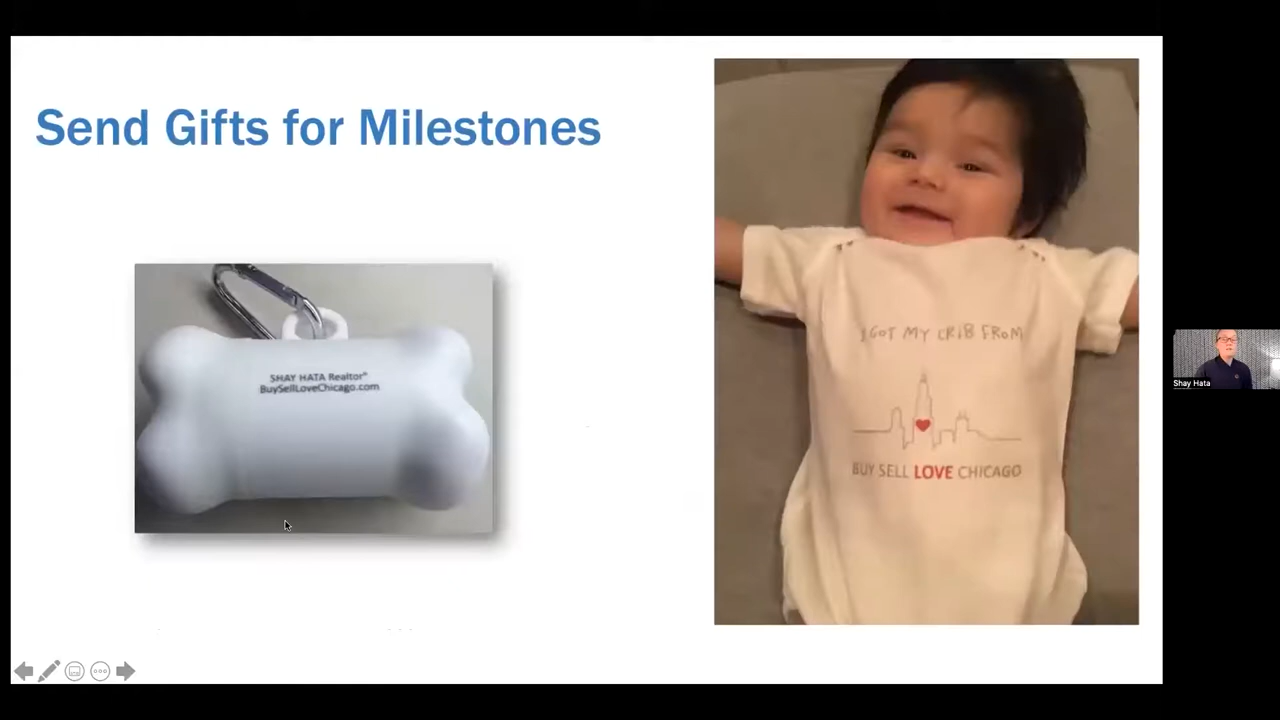 Send Gifts for Milestones
SHAY HATA Realtor®
BuySellLoveChicago.com
I GOT MY CRIB FROM
BUY SELL LOVE CHICAGO
Shay Hata